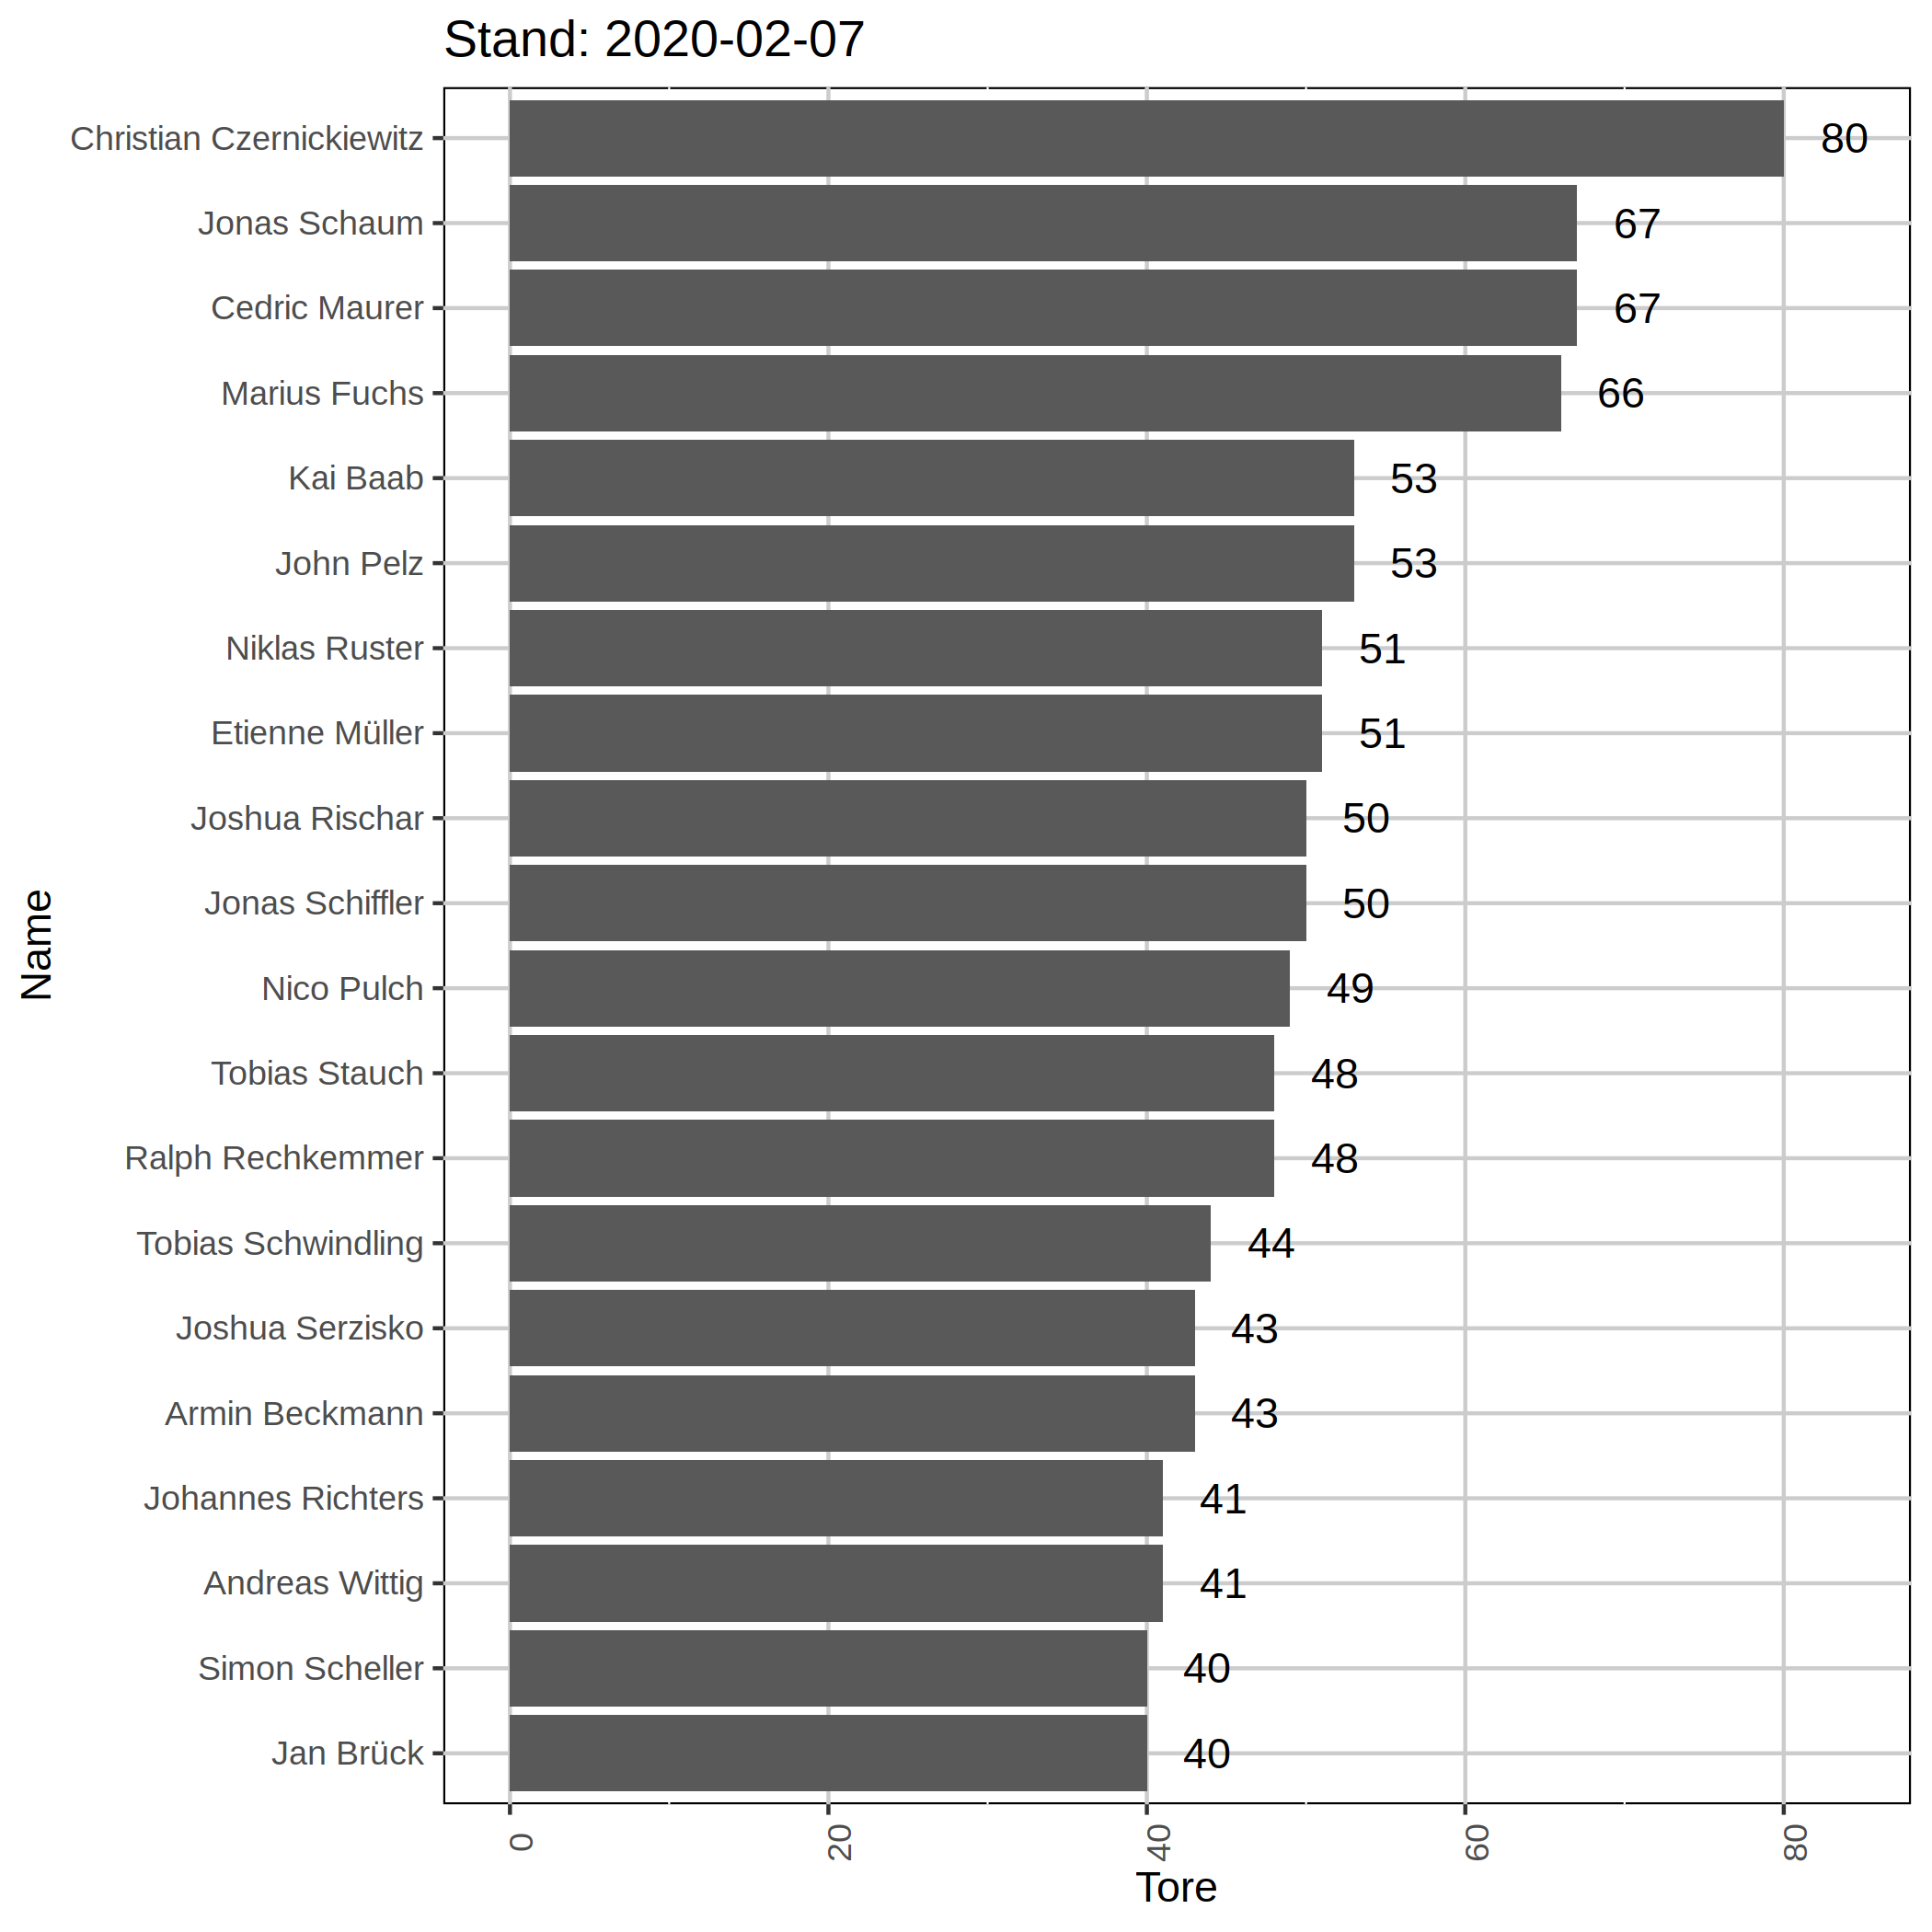 Stand: 2020-02-07
Christian Czernickiewitz 80
Jonas Schaum 67
Cedric Maurer 67
Marius Fuchs 66
Kai Baab 53
John Pelz 53
Niklas Ruster 51
Etienne Müller 51
Joshua Rischar 50
Jonas Schiffler 50
Nico Pulch 49
Tobias Stauch 48
Ralph Rechkemmer 48
Tobias Schwindling 44
Joshua Serzisko 43
Armin Beckmann 43
Johannes Richters 41
Andreas Wittig 41
Simon Scheller 40
Jan Brück 40
Name
0 20 40 60 80
Tore